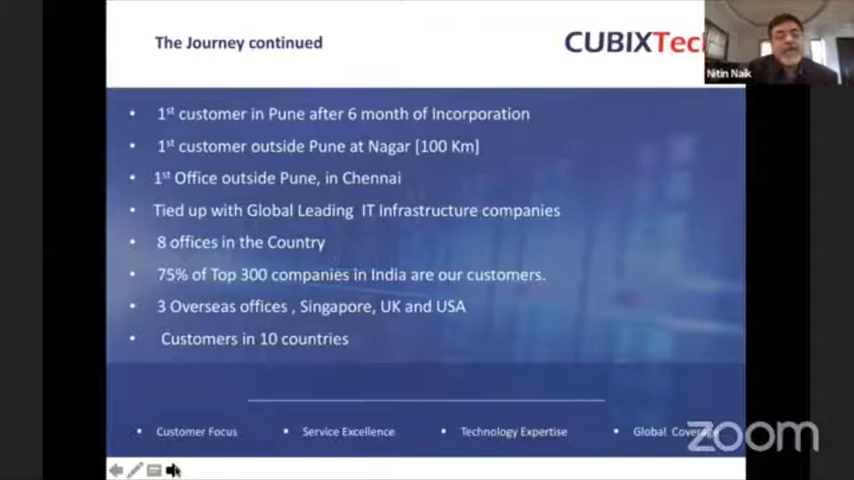 The Journey continued
CUBIXTec
Nitin Naik
• 1st customer in Pune after 6 month of Incorporation
• 1st customer outside Pune at Nagar [100 Km]
• 1st Office outside Pune, in Chennai
• Tied up with Global Leading IT Infrastructure companies
• 8 offices in the Country
• 75% of Top 300 companies in India are our customers.
• 3 Overseas offices , Singapore, UK and USA
• Customers in 10 countries
• Customer Focus • Service Excellence • Technology Expertise • Global Coverage
zoom